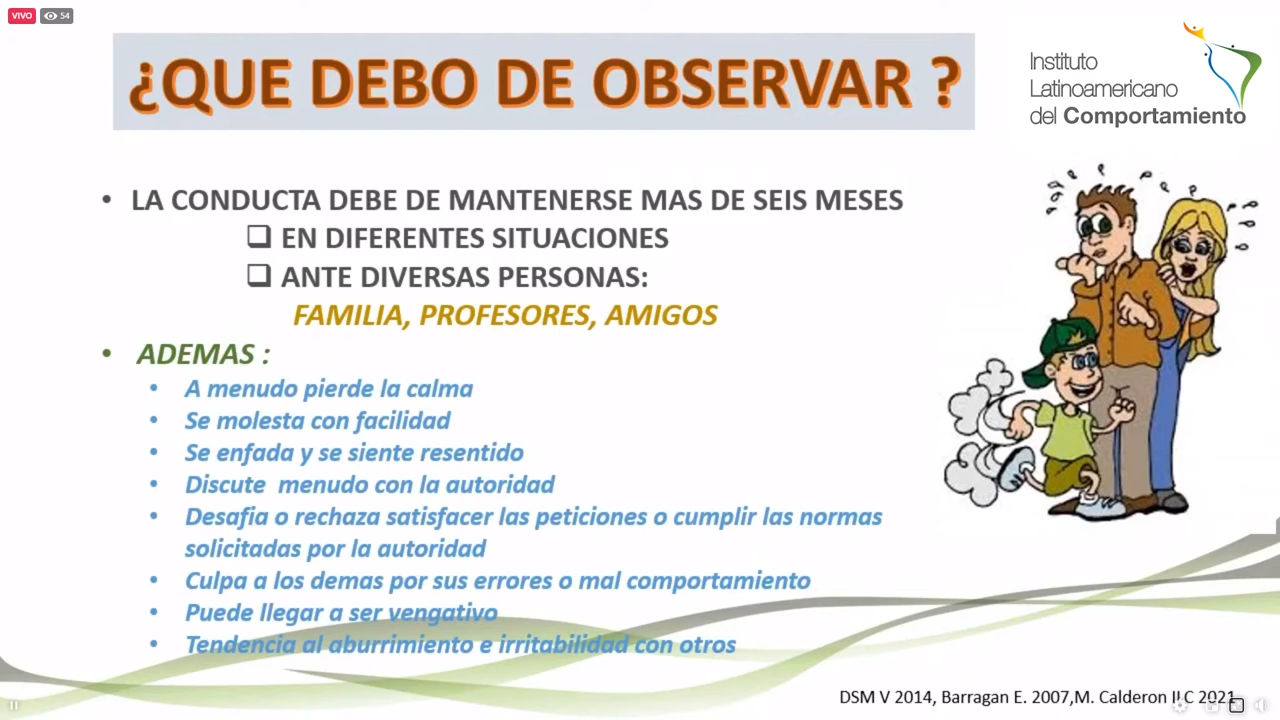 VIVO 54
¿QUE DEBO DE OBSERVAR ?
Instituto
Latinoamericano
del Comportamiento
• LA CONDUCTA DEBE DE MANTENERSE MAS DE SEIS MESES
❑ EN DIFERENTES SITUACIONES
❑ ANTE DIVERSAS PERSONAS:
FAMILIA, PROFESORES, AMIGOS
• ADEMAS :
• A menudo pierde la calma
• Se molesta con facilidad
• Se enfada y se siente resentido
• Discute menudo con la autoridad
• Desafia o rechaza satisfacer las peticiones o cumplir las normas
solicitadas por la autoridad
• Culpa a los demas por sus errores o mal comportamiento
• Puede llegar a ser vengativo
• Tendencia al aburrimiento e irritabilidad con otros
DSM V 2014, Barragan E. 2007,M. Calderon ILC 2021